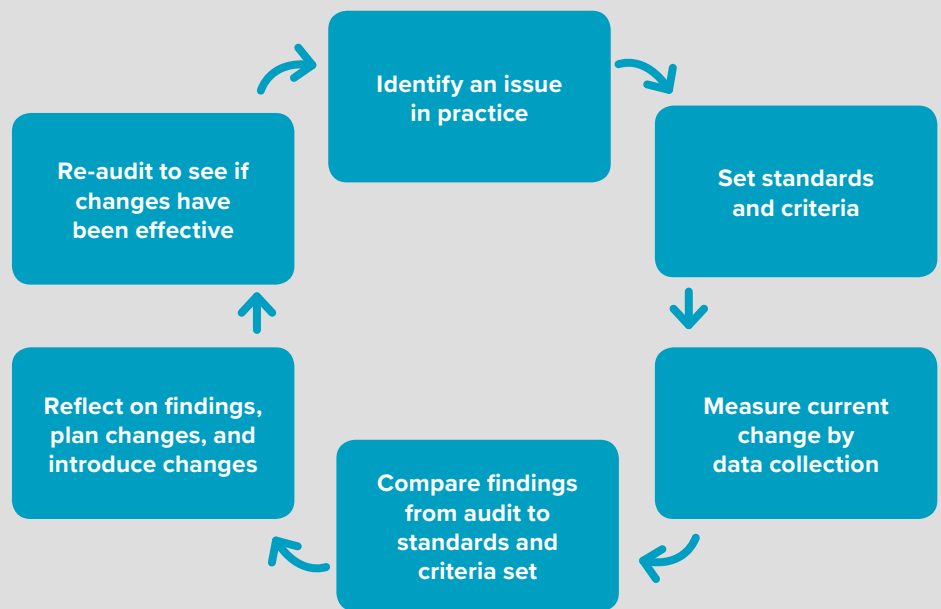 Identify an issue
in practice
Set standards
and criteria
Measure current
change by
data collection
Compare findings
from audit to
standards and
criteria set
Reflect on findings,
plan changes, and
introduce changes
Re-audit to see if
changes have
been effective